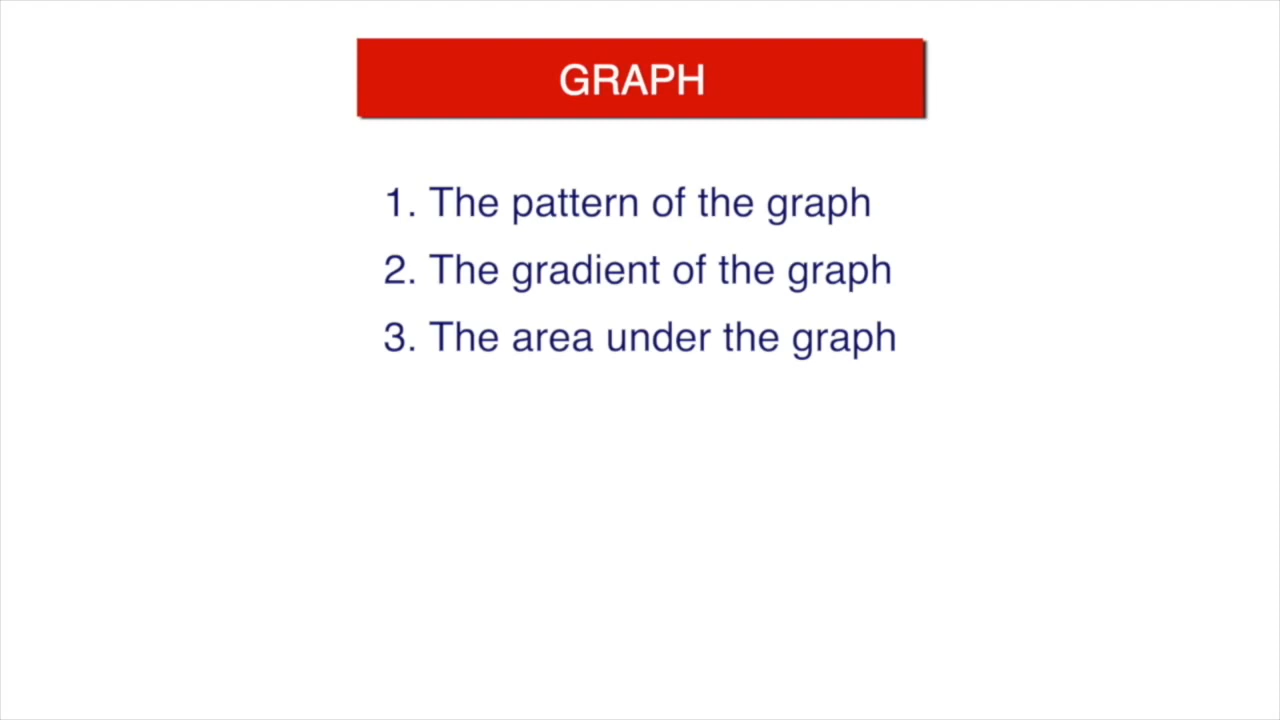 GRAPH
1. The pattern of the graph
2. The gradient of the graph
3. The area under the graph